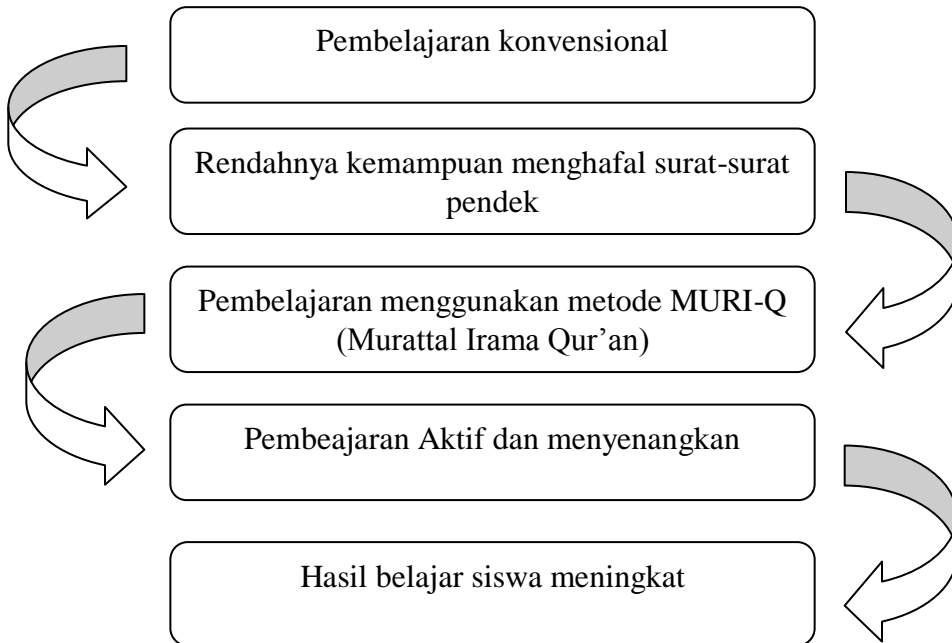 Pembelajaran konvensional
Rendahnya kemampuan menghafal surat-surat
pendek
Pembelajaran menggunakan metode MURI-Q
(Murattal Irama Qur’an)
Pembeajaran Aktif dan menyenangkan
Hasil belajar siswa meningkat